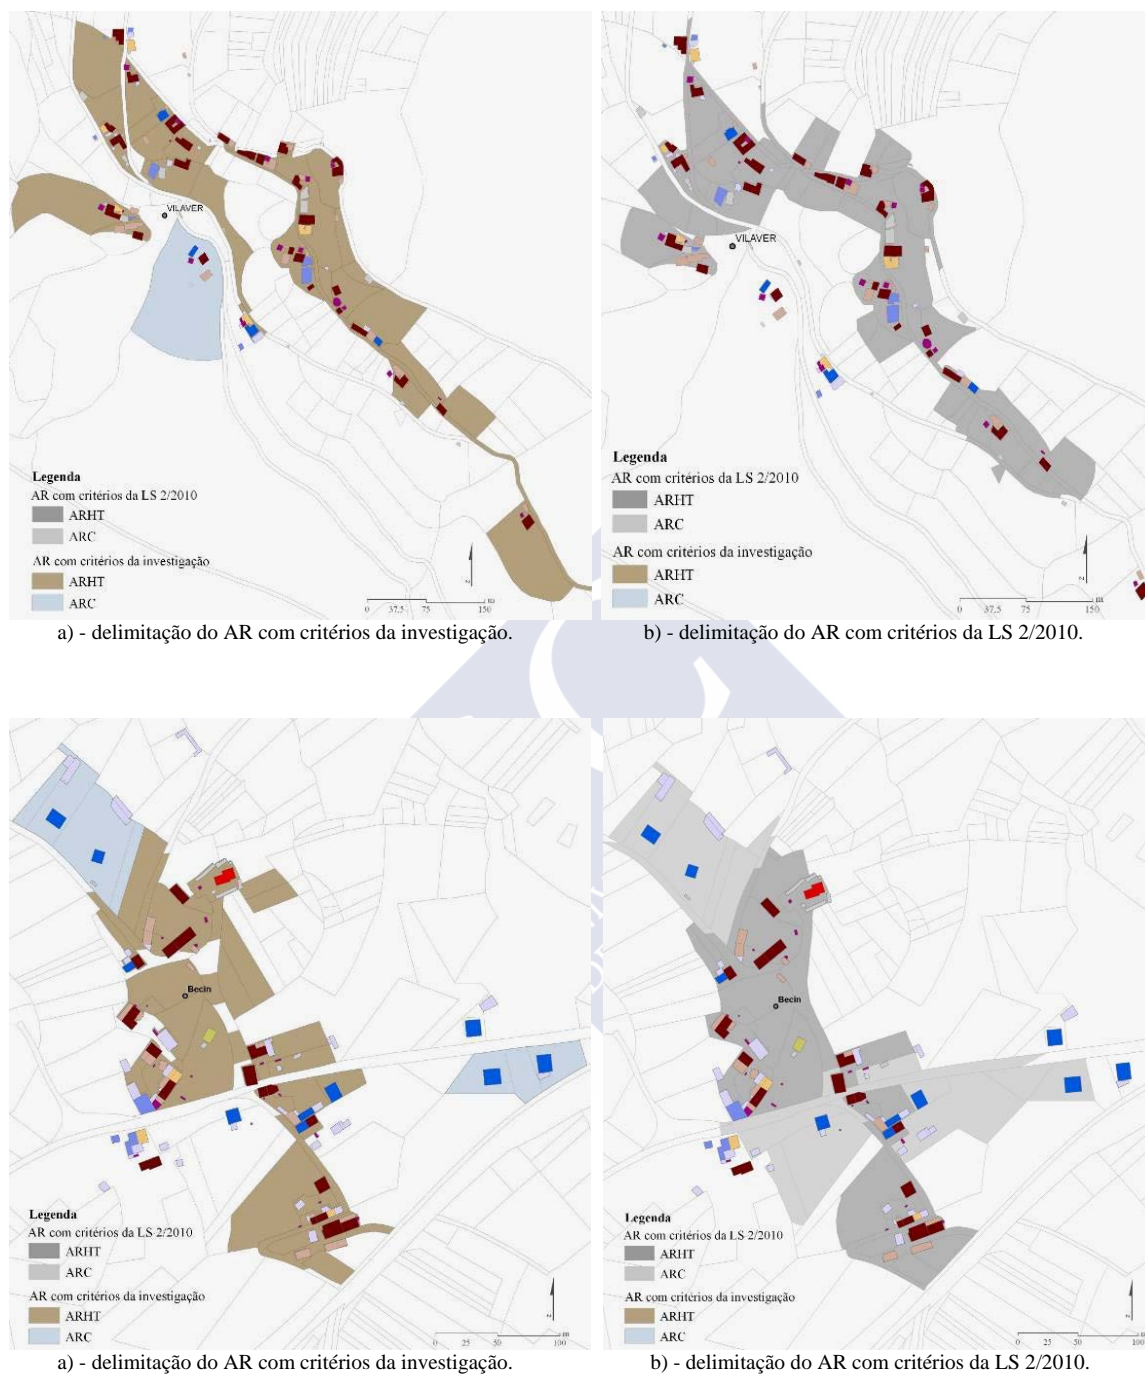 VILAVER
Legenda
AR com critérios da LS 2/2010
ARHT
ARC
AR com critérios da investigação
ARHT
ARC
z
m
0 37,5 75 150
a) - delimitação do AR com critérios da investigação.
VILAVER
Legenda
AR com critérios da LS 2/2010
ARHT
ARC
AR com critérios da investigação
ARHT
ARC
z
m
0 37,5 75 150
b) - delimitação do AR com critérios da LS 2/2010.
Becin
Legenda
AR com critérios da LS 2/2010
ARHT
ARC
AR com critérios da investigação
ARHT
ARC
z
m
0 25 50 100
a) - delimitação do AR com critérios da investigação.
Becin
Legenda
AR com critérios da LS 2/2010
ARHT
ARC
AR com critérios da investigação
ARHT
ARC
z
m
0 25 50 100
b) - delimitação do AR com critérios da LS 2/2010.